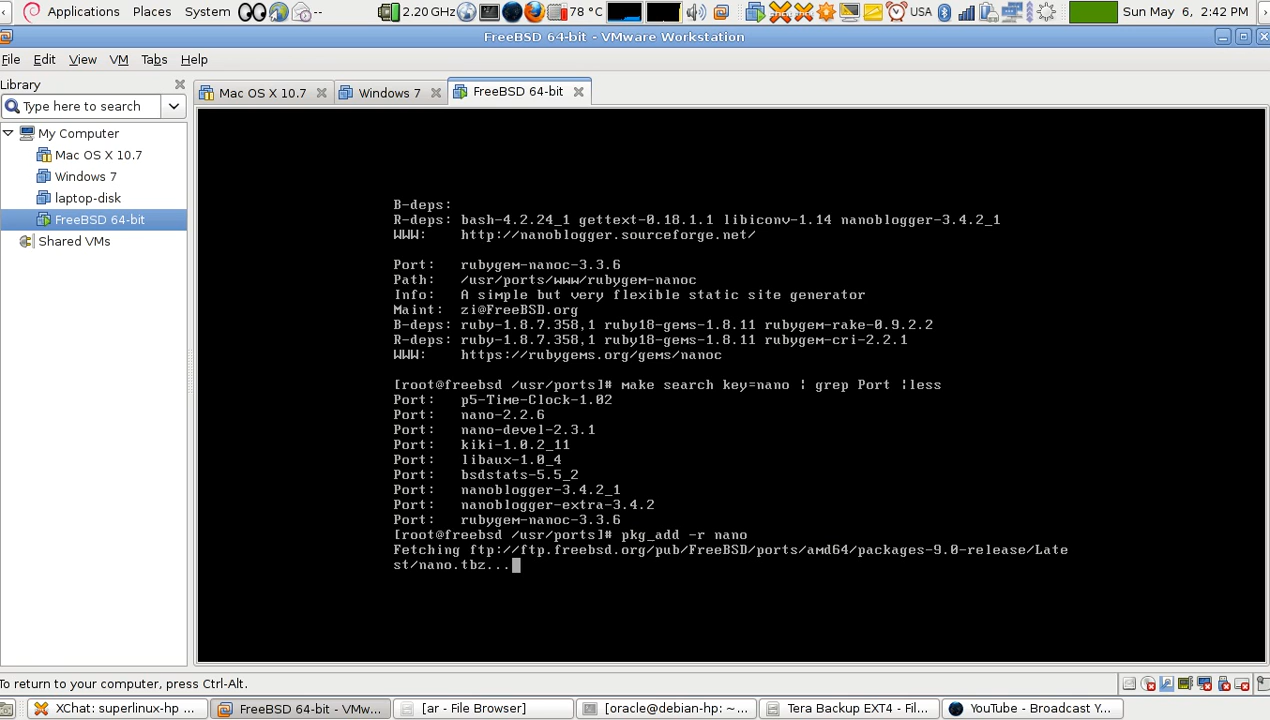 Applications Places System 2.20 GHz -- 78 °C USA Sun May 6, 2:42 PM
FreeBSD 64-bit - VMware Workstation
File Edit View VM Tabs Help
Library
Type here to search
Mac OS X 10.7 Windows 7 FreeBSD 64-bit
My Computer
Mac OS X 10.7
Windows 7
laptop-disk
FreeBSD 64-bit
Shared VMs
B-deps:
R-deps: bash-4.2.24_1 gettext-0.18.1.1 libiconv-1.14 nanoblogger-3.4.2_1
WWW: http://nanoblogger.sourceforge.net/
Port: rubygem-nanoc-3.3.6
Path: /usr/ports/www/rubygem-nanoc
Info: A simple but very flexible static site generator
Maint: zi@FreeBSD.org
B-deps: ruby-1.8.7.358,1 ruby18-gems-1.8.11 rubygem-rake-0.9.2.2
R-deps: ruby-1.8.7.358,1 ruby18-gems-1.8.11 rubygem-cri-2.2.1
WWW: https://rubygems.org/gems/nanoc
[root@freebsd /usr/ports]# make search key=nano | grep Port |less
Port: p5-Time-Clock-1.02
Port: nano-2.2.6
Port: nano-devel-2.3.1
Port: kiki-1.0.2_11
Port: libaux-1.0_4
Port: bsdstats-5.5_2
Port: nanoblogger-3.4.2_1
Port: nanoblogger-extra-3.4.2
Port: rubygem-nanoc-3.3.6
[root@freebsd /usr/ports]# pkg_add -r nano
Fetching ftp://ftp.freebsd.org/pub/FreeBSD/ports/amd64/packages-9.0-release/Late
st/nano.tbz...
To return to your computer, press Ctrl-Alt.
XChat: superlinux-hp ... FreeBSD 64-bit - VMw... [ar - File Browser] [oracle@debian-hp: ~... Tera Backup EXT4 - Fil... YouTube - Broadcast Y...